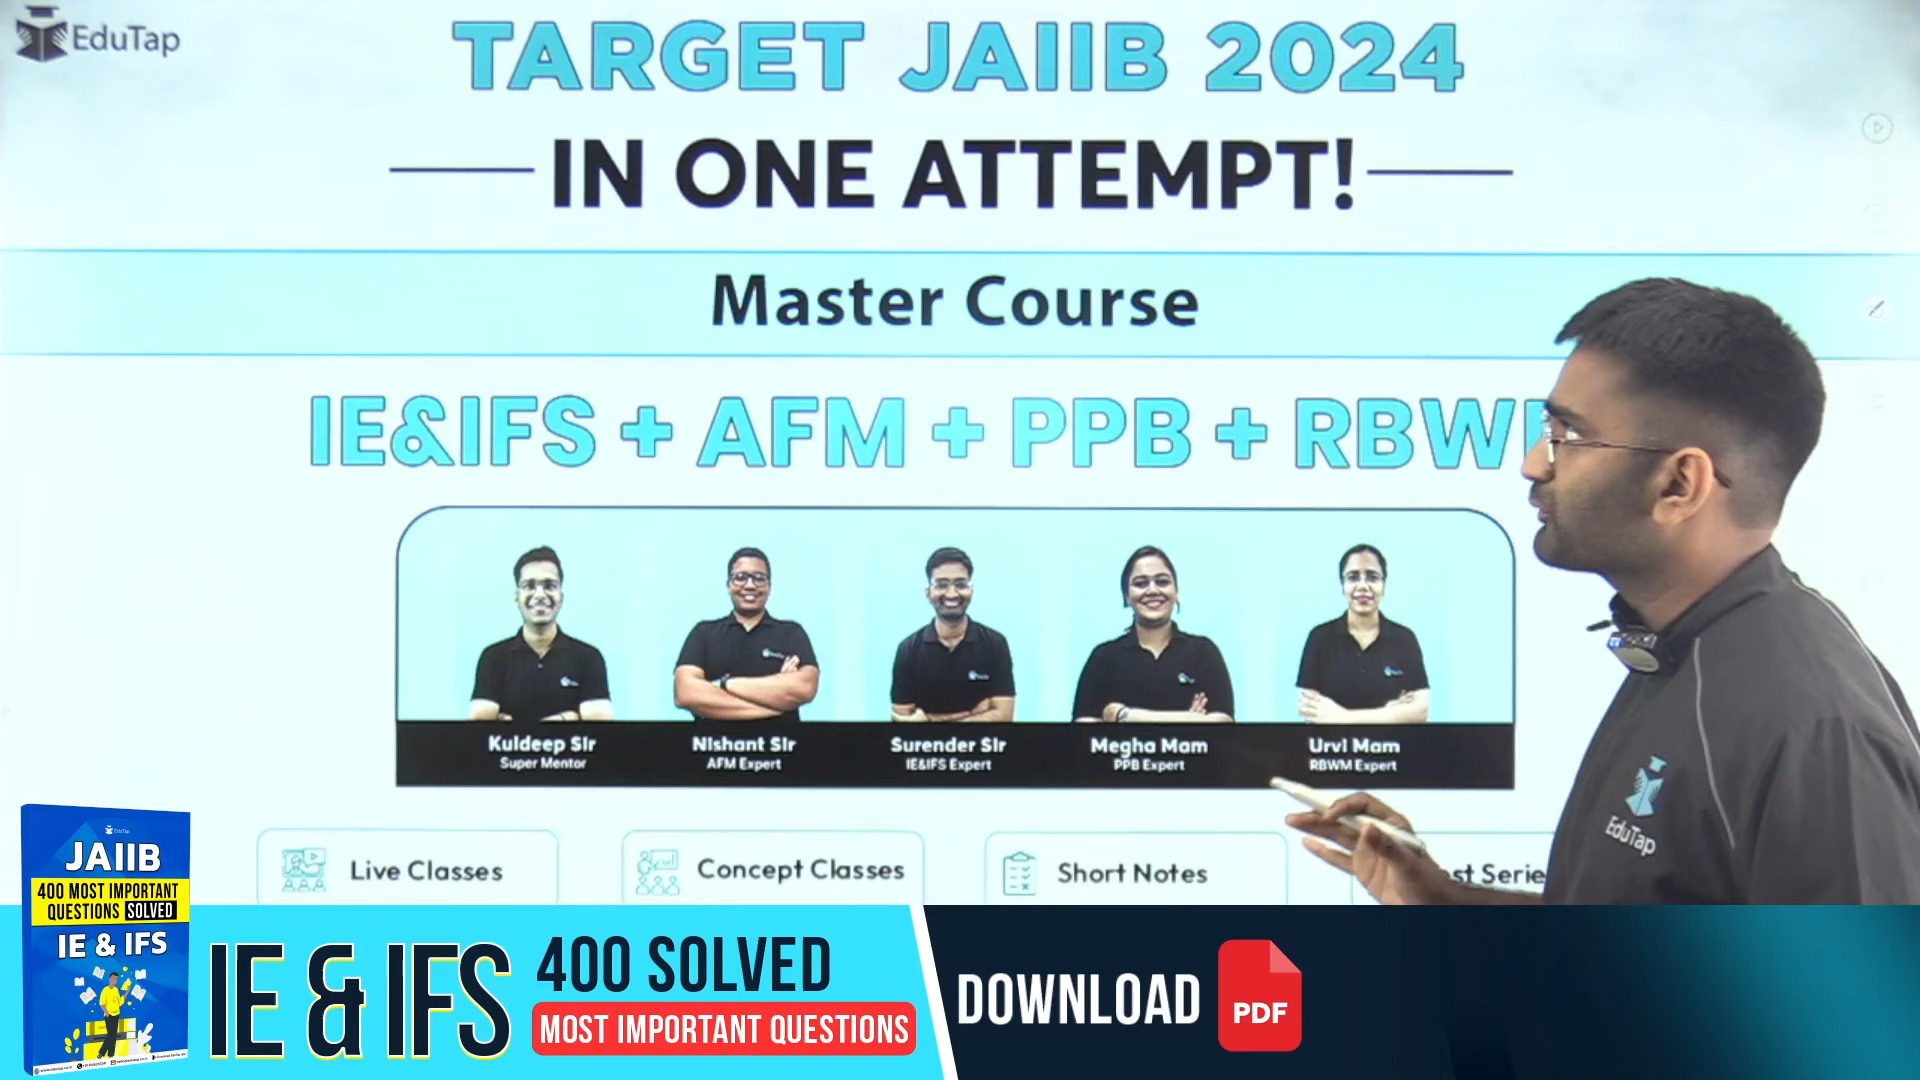 EduTap
TARGET JAIIB 2024
IN ONE ATTEMPT!
Master Course
IE&IFS + AFM + PPB + RBW
Kuldeep Sir
Super Mentor
Nishant Sir
AFM Expert
Surender Sir
IE&IFS Expert
Megha Mam
PPB Expert
Urvi Mam
RBWM Expert
Live Classes
Concept Classes
Short Notes
st Serie
EduTap
EduTap
JAIIB
400 MOST IMPORTANT
QUESTIONS SOLVED
IE & IFS
IE & IFS
400 SOLVED
MOST IMPORTANT QUESTIONS
DOWNLOAD
PDF